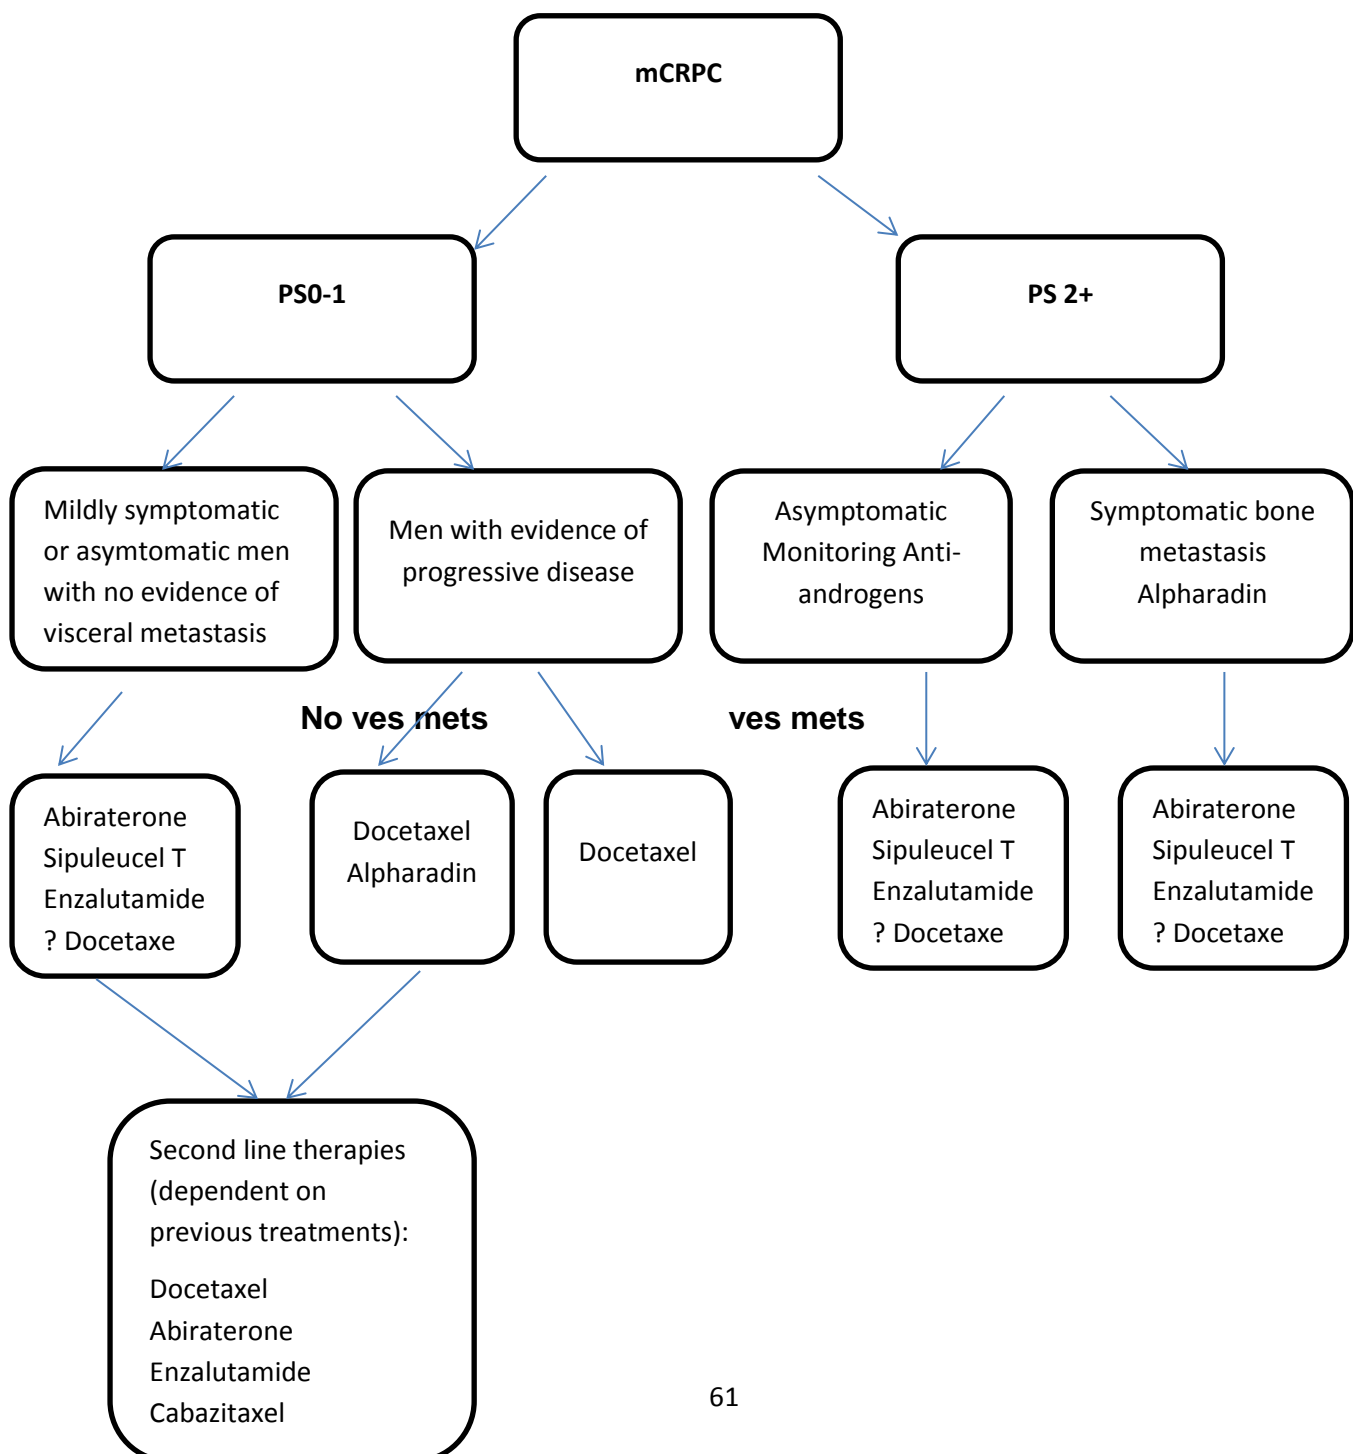 mCRPC
PS0-1
PS 2+
Mildly symptomatic
or asymtomatic men
with no evidence of
visceral metastasis
Men with evidence of
progressive disease
Asymptomatic
Monitoring Anti-
androgens
Symptomatic bone
metastasis
Alpharadin
No ves mets
ves mets
Abiraterone
Sipuleucel T
Enzalutamide
? Docetaxe
Docetaxel
Alpharadin
Docetaxel
Abiraterone
Sipuleucel T
Enzalutamide
? Docetaxe
Abiraterone
Sipuleucel T
Enzalutamide
? Docetaxe
Second line therapies
(dependent on
previous treatments):
Docetaxel
Abiraterone
Enzalutamide
Cabazitaxel
61